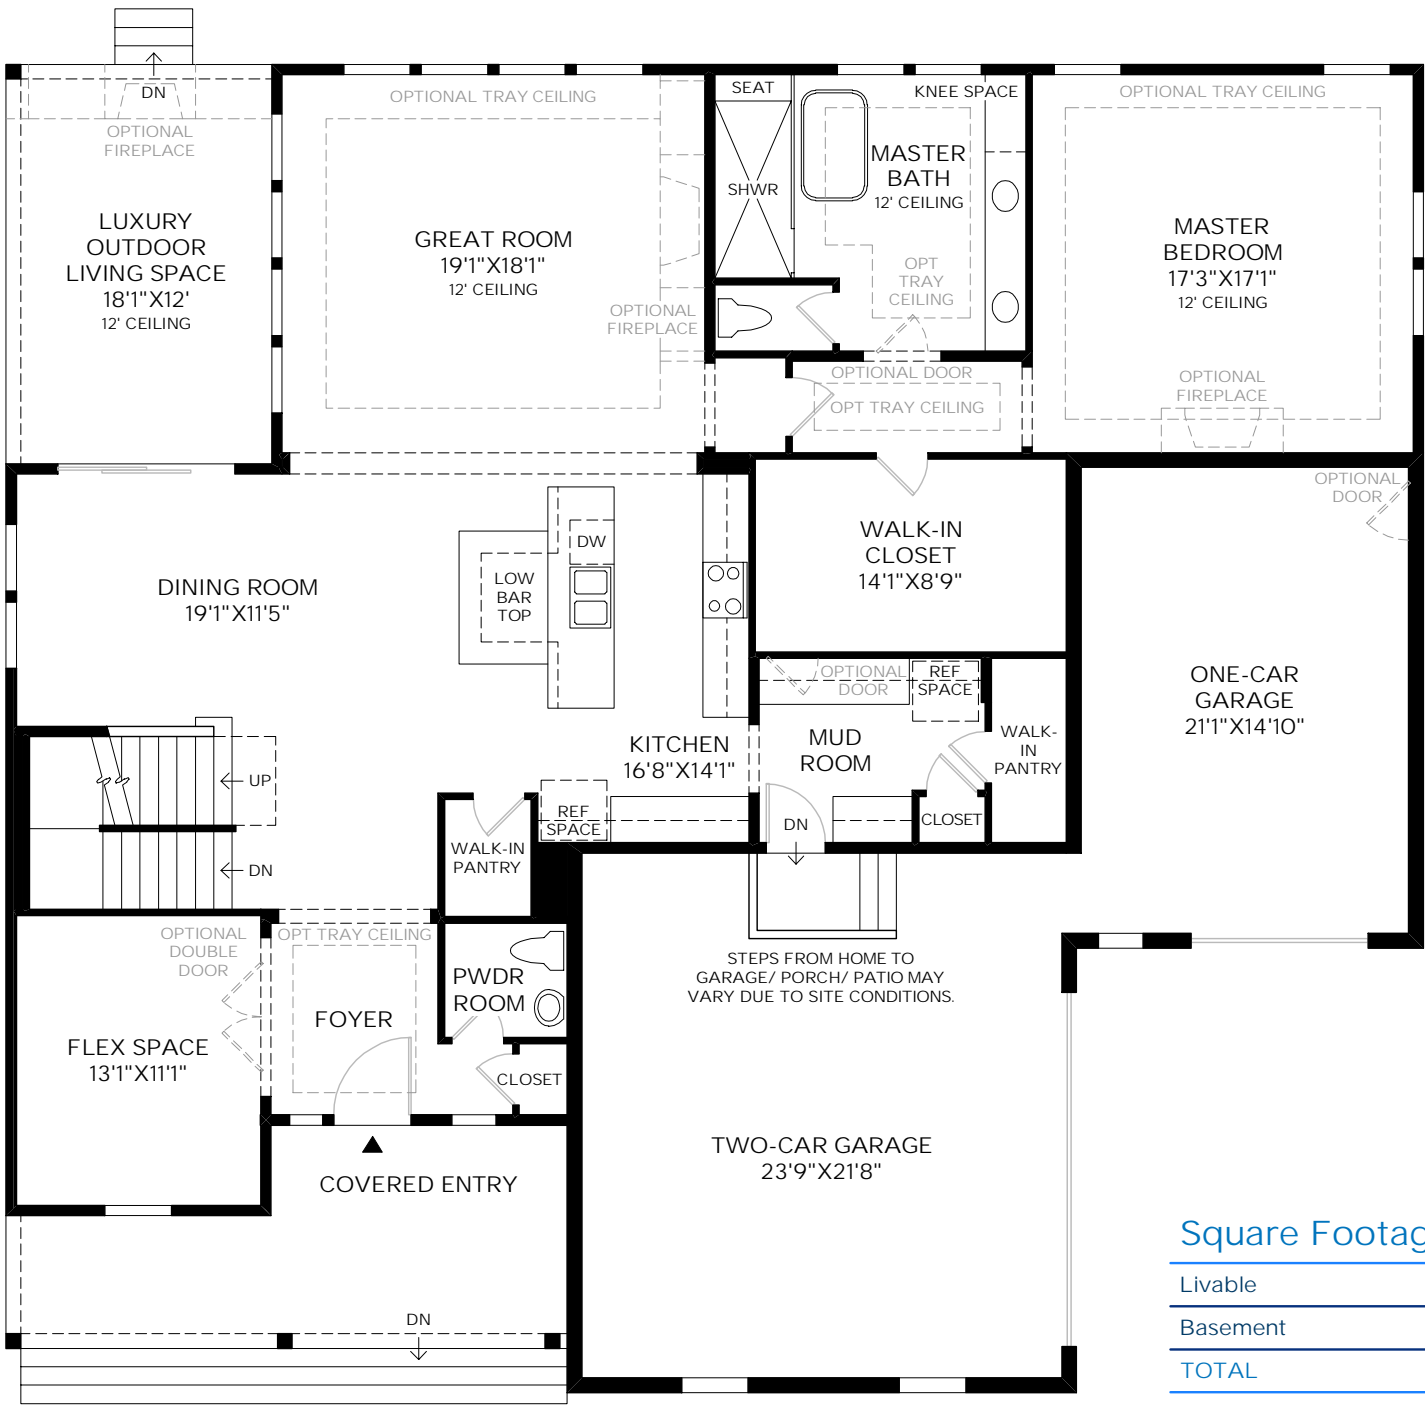 DN
OPTIONAL
FIREPLACE
LUXURY
OUTDOOR
LIVING SPACE
18'1"X12'
12' CEILING
OPTIONAL TRAY CEILING
GREAT ROOM
19'1"X18'1"
12' CEILING
OPTIONAL
FIREPLACE
SEAT
SHWR
KNEE SPACE
MASTER
BATH
12' CEILING
OPT
TRAY
CEILING
OPTIONAL DOOR
OPT TRAY CEILING
OPTIONAL TRAY CEILING
MASTER
BEDROOM
17'3"X17'1"
12' CEILING
OPTIONAL
FIREPLACE
DINING ROOM
19'1"X11'5"
DW
LOW
BAR
TOP
WALK-IN
CLOSET
14'1"X8'9"
OPTIONAL
DOOR
ONE-CAR
GARAGE
21'1"X14'10"
OPTIONAL
DOOR
REF
SPACE
MUD
ROOM
WALK-
IN
PANTRY
KITCHEN
16'8"X14'1"
UP
DN
REF
SPACE
DN
CLOSET
WALK-IN
PANTRY
OPTIONAL
DOUBLE
DOOR
OPT TRAY CEILING
PWDR
ROOM
STEPS FROM HOME TO
GARAGE/ PORCH/ PATIO MAY
VARY DUE TO SITE CONDITIONS.
FOYER
FLEX SPACE
13'1"X11'1"
CLOSET
TWO-CAR GARAGE
23'9"X21'8"
COVERED ENTRY
DN
Square Footag
Livable
Basement
TOTAL